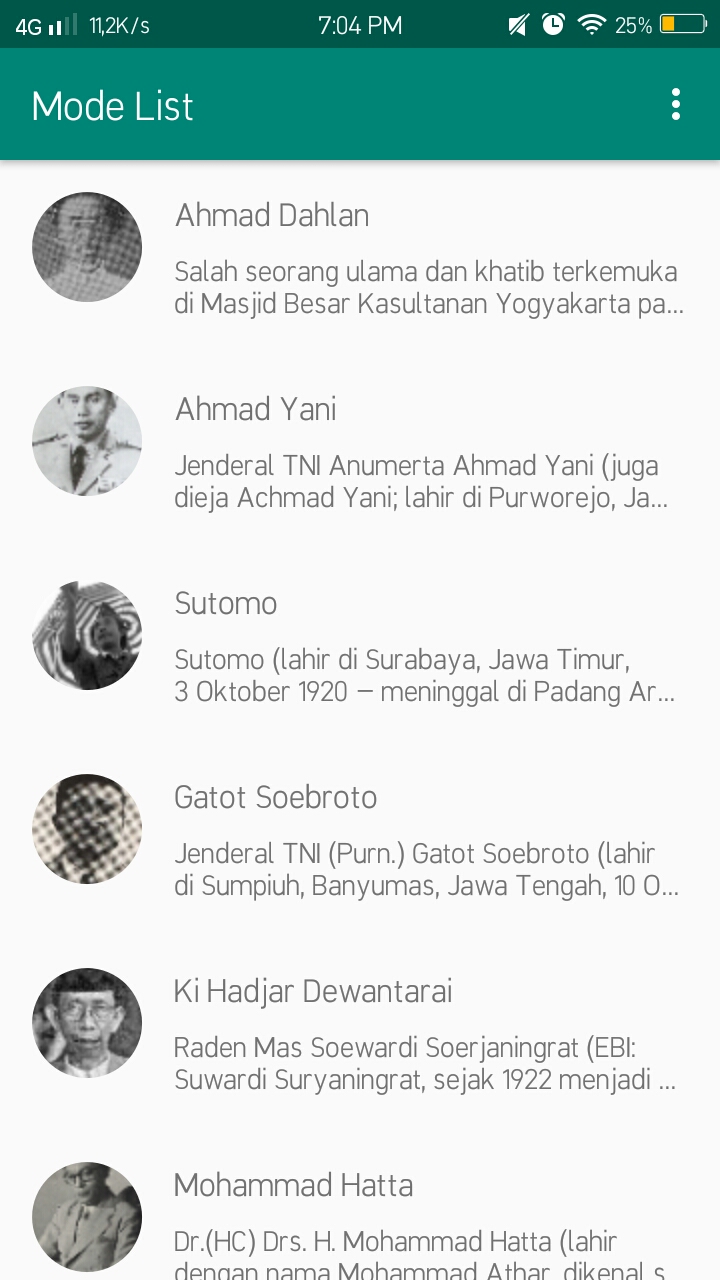 4G 11,2K/s 7:04 PM 25%
Mode List
Ahmad Dahlan
Salah seorang ulama dan khatib terkemuka
di Masjid Besar Kasultanan Yogyakarta pa...
Ahmad Yani
Jenderal TNI Anumerta Ahmad Yani (juga
dieja Achmad Yani; lahir di Purworejo, Ja...
Sutomo
Sutomo (lahir di Surabaya, Jawa Timur,
3 Oktober 1920 – meninggal di Padang Ar...
Gatot Soebroto
Jenderal TNI (Purn.) Gatot Soebroto (lahir
di Sumpiuh, Banyumas, Jawa Tengah, 10 O...
Ki Hadjar Dewantarai
Raden Mas Soewardi Soerjaningrat (EBI:
Suwardi Suryaningrat, sejak 1922 menjadi ...
Mohammad Hatta
Dr.(HC) Drs. H. Mohammad Hatta (lahir
dengan nama Mohammad Athar, dikenal s